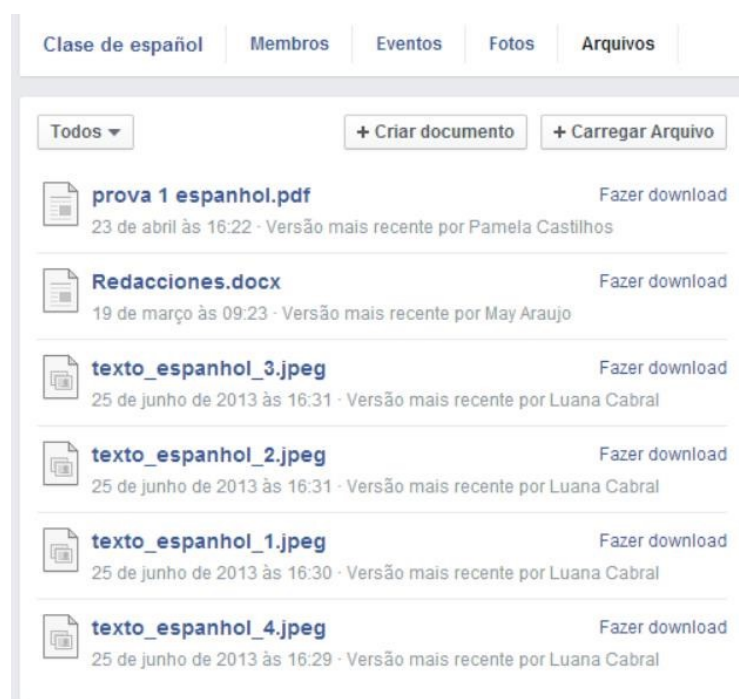 Clase de español Membros Eventos Fotos Arquivos
Todos + Criar documento + Carregar Arquivo
prova 1 espanhol.pdf Fazer download
23 de abril às 16:22 · Versão mais recente por Pamela Castilhos
Redacciones.docx Fazer download
19 de março às 09:23 · Versão mais recente por May Araujo
texto_espanhol_3.jpeg Fazer download
25 de junho de 2013 às 16:31 · Versão mais recente por Luana Cabral
texto_espanhol_2.jpeg Fazer download
25 de junho de 2013 às 16:31 · Versão mais recente por Luana Cabral
texto_espanhol_1.jpeg Fazer download
25 de junho de 2013 às 16:30 · Versão mais recente por Luana Cabral
texto_espanhol_4.jpeg Fazer download
25 de junho de 2013 às 16:29 · Versão mais recente por Luana Cabral